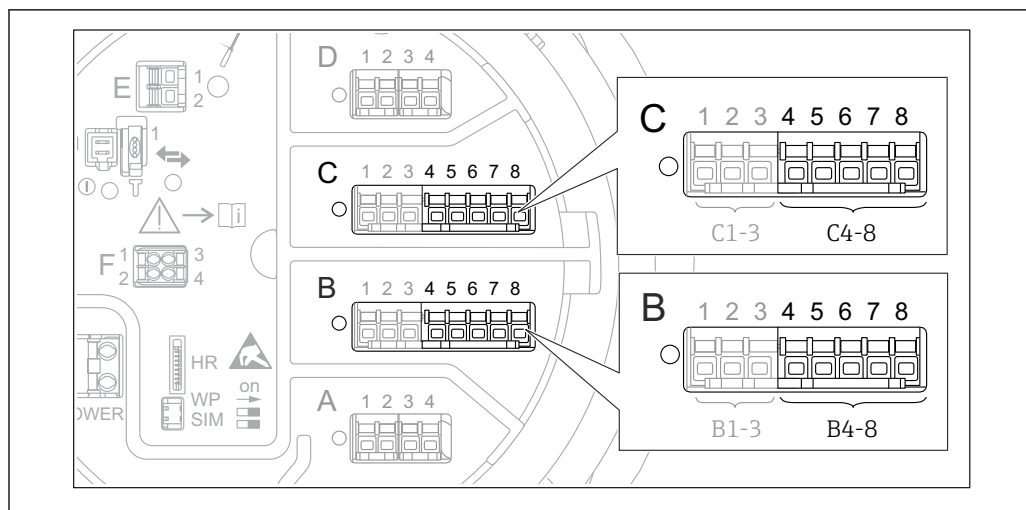 D 1 2 3 4
E 1
2
1
C 1 2 3 4 5 6 7 8
i
F 1 3
2 4
B 1 2 3 4 5 6 7 8
HR
WP
SIM
on
OWER
A 1 2 3 4
C 1 2 3 4 5 6 7 8
C1-3 C4-8
B 1 2 3 4 5 6 7 8
B1-3 B4-8